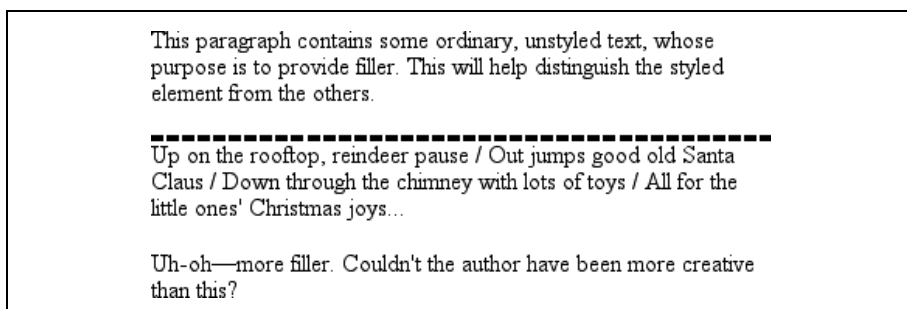 This paragraph contains some ordinary, unstyled text, whose
purpose is to provide filler. This will help distinguish the styled
element from the others.
Up on the rooftop, reindeer pause / Out jumps good old Santa
Claus / Down through the chimney with lots of toys / All for the
little ones' Christmas joys...
Uh-oh—more filler. Couldn't the author have been more creative
than this?